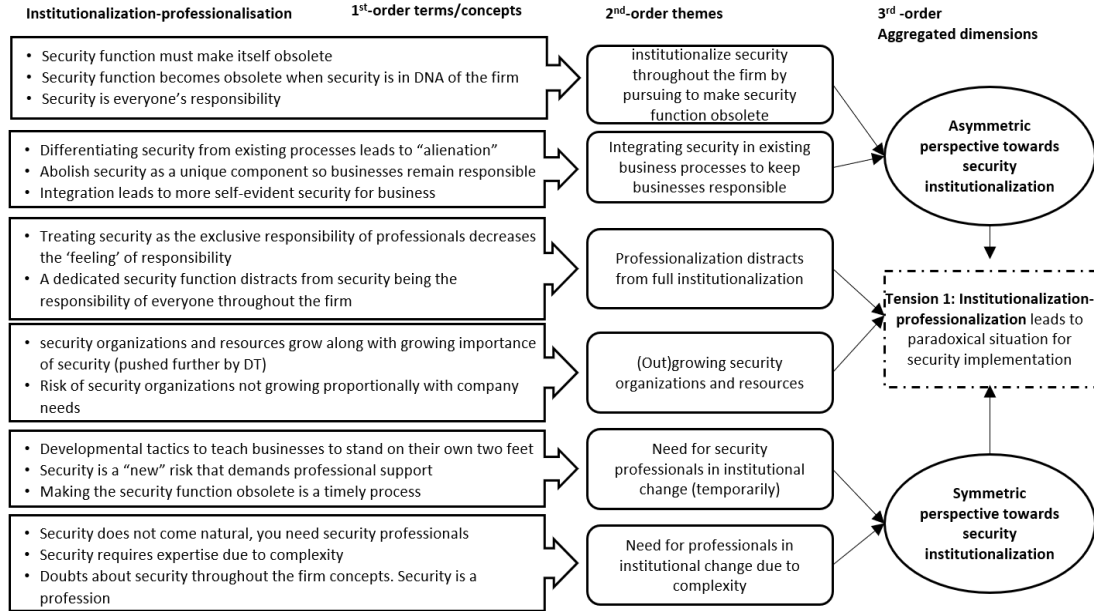 Institutionalization-professionalisation
1st-order terms/concepts
2nd-order themes
3rd -order
Aggregated dimensions
• Security function must make itself obsolete
• Security function becomes obsolete when security is in DNA of the firm
• Security is everyone's responsibility
institutionalize security
throughout the firm by
pursuing to make security
function obsolete
• Differentiating security from existing processes leads to "alienation"
• Abolish security as a unique component so businesses remain responsible
• Integration leads to more self-evident security for business
Integrating security in existing
business processes to keep
businesses responsible
Asymmetric
perspective towards
security
institutionalization
• Treating security as the exclusive responsibility of professionals decreases
the 'feeling' of responsibility
• A dedicated security function distracts from security being the
responsibility of everyone throughout the firm
Professionalization distracts
from full institutionalization
Tension 1: Institutionalization-
professionalization leads to
paradoxical situation for
security implementation
• security organizations and resources grow along with growing importance
of security (pushed further by DT)
• Risk of security organizations not growing proportionally with company
needs
(Out)growing security
organizations and resources
• Developmental tactics to teach businesses to stand on their own two feet
• Security is a "new" risk that demands professional support
• Making the security function obsolete is a timely process
Need for security
professionals in institutional
change (temporarily)
• Security does not come natural, you need security professionals
• Security requires expertise due to complexity
• Doubts about security throughout the firm concepts. Security is a
profession
Need for professionals in
institutional change due to
complexity
Symmetric
perspective towards
security
institutionalization